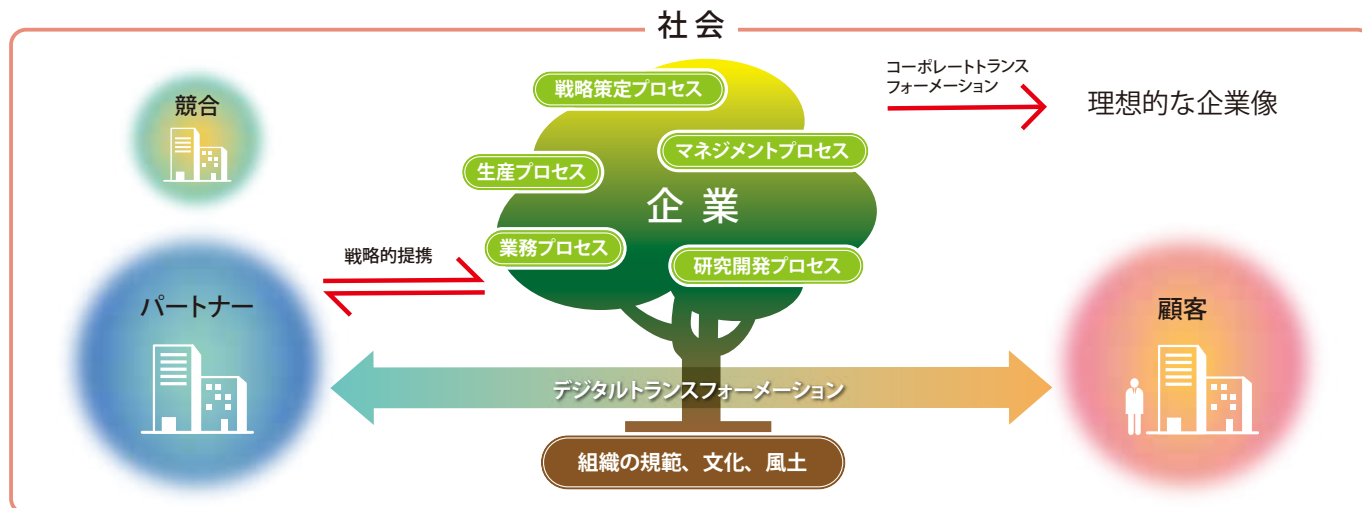 社会
コーポレートトランス
フォーメーション
理想的な企業像
戦略策定プロセス
競合
マネジメントプロセス
生産プロセス
企業
業務プロセス
戦略的提携
研究開発プロセス
パートナー
顧客
デジタルトランスフォーメーション
組織の規範、文化、風土